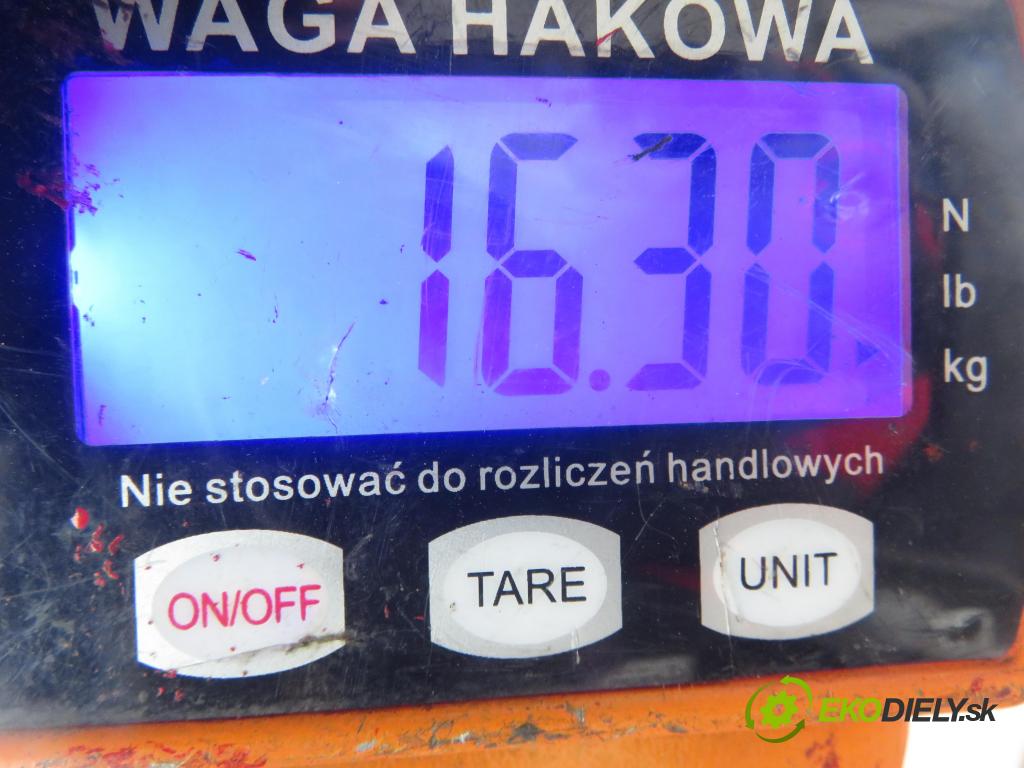 WAGA HAKOWA
16.30
N
lb
kg
Nie stosować do rozliczeń handlowych
ON/OFF
TARE
UNIT
EKODIELY.sk